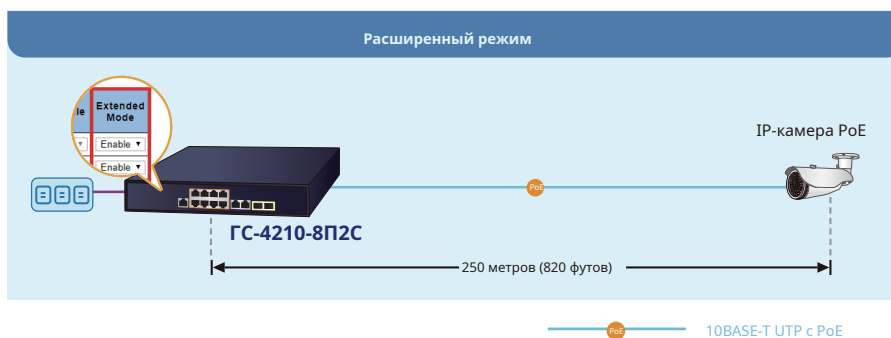 Расширенный режим
le
Extended
Mode
Enable
Enable
IP-камера PoE
PoE
ГС-4210-8П2С
250 метров (820 футов)
PoE
10BASE-T UTP с PoE